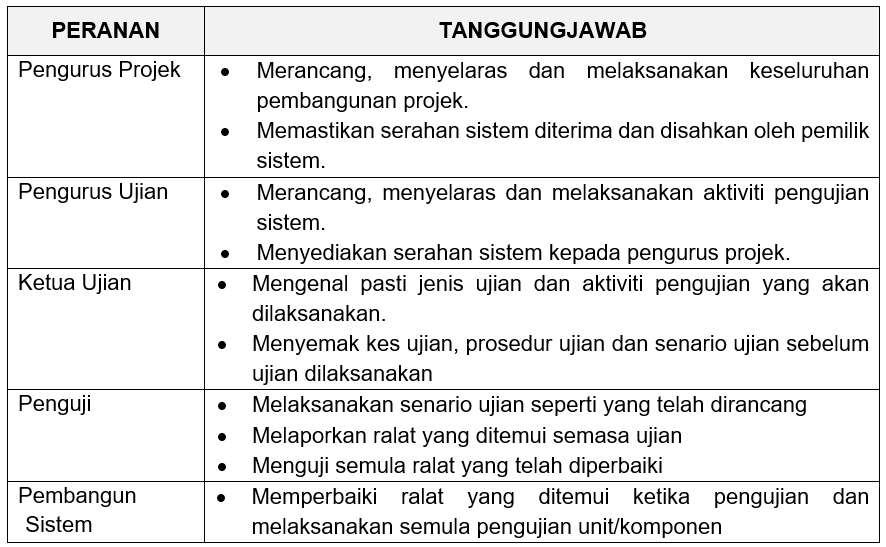 PERANAN
TANGGUNGJAWAB
Pengurus Projek
• Merancang, menyelaras dan melaksanakan keseluruhan
pembangunan projek.
• Memastikan serahan sistem diterima dan disahkan oleh pemilik
sistem.
Pengurus Ujian
• Merancang, menyelaras dan melaksanakan aktiviti pengujian
sistem.
• Menyediakan serahan sistem kepada pengurus projek.
Ketua Ujian
• Mengenal pasti jenis ujian dan aktiviti pengujian yang akan
dilaksanakan.
• Menyemak kes ujian, prosedur ujian dan senario ujian sebelum
ujian dilaksanakan
Penguji
• Melaksanakan senario ujian seperti yang telah dirancang
• Melaporkan ralat yang ditemui semasa ujian
• Menguji semula ralat yang telah diperbaiki
Pembangun
Sistem
• Memperbaiki ralat yang ditemui ketika pengujian dan
melaksanakan semula pengujian unit/komponen